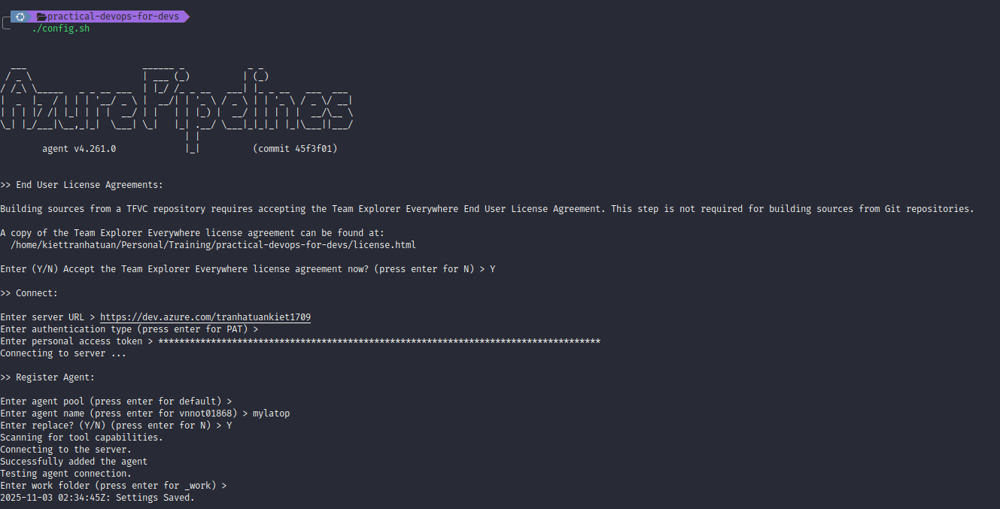 practical-devops-for-devs
./config.sh
  ___                      ______ _            _ _
 / _ \                     | ___ (_)          | (_)
/ /_\ \_____   _ _ __ ___  | |_/ /_ _ __   ___| |_ _ __   ___  ___
|  _  |_  / | | | '__/ _ \ |  __/| | '_ \ / _ \ | | '_ \ / _ \/ __|
| | | |/ /| |_| | | |  __/ | |   | | |_) |  __/ | | | | |  __/\__ \
\_| |_/___|\__,_|_|  \___| \_|   |_| .__/ \___|_|_|_| |_|\___||___/
                                   | |
        agent v4.261.0             |_|          (commit 45f3f01)
>> End User License Agreements:
Building sources from a TFVC repository requires accepting the Team Explorer Everywhere End User License Agreement. This step is not required for building sources from Git repositories.
A copy of the Team Explorer Everywhere license agreement can be found at:
  /home/kiettranhatuan/Personal/Training/practical-devops-for-devs/license.html
Enter (Y/N) Accept the Team Explorer Everywhere license agreement now? (press enter for N) > Y
>> Connect:
Enter server URL > https://dev.azure.com/tranhatuankiet1709
Enter authentication type (press enter for PAT) >
Enter personal access token > ************************************************************************************
Connecting to server ...
>> Register Agent:
Enter agent pool (press enter for default) >
Enter agent name (press enter for vnnot01868) > mylatop
Enter replace? (Y/N) (press enter for N) > Y
Scanning for tool capabilities.
Connecting to the server.
Successfully added the agent
Testing agent connection.
Enter work folder (press enter for _work) >
2025-11-03 02:34:45Z: Settings Saved.